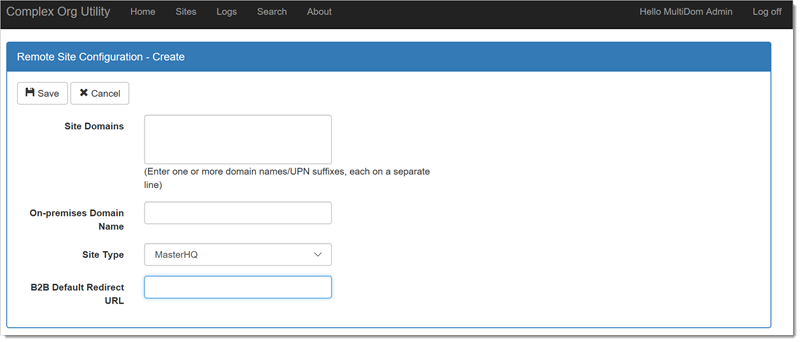 Complex Org Utility Home Sites Logs Search About Hello MultiDom Admin Log off
Remote Site Configuration - Create
Save Cancel
Site Domains
(Enter one or more domain names/UPN suffixes, each on a separate
line)
On-premises Domain
Name
Site Type MasterHQ
B2B Default Redirect
URL